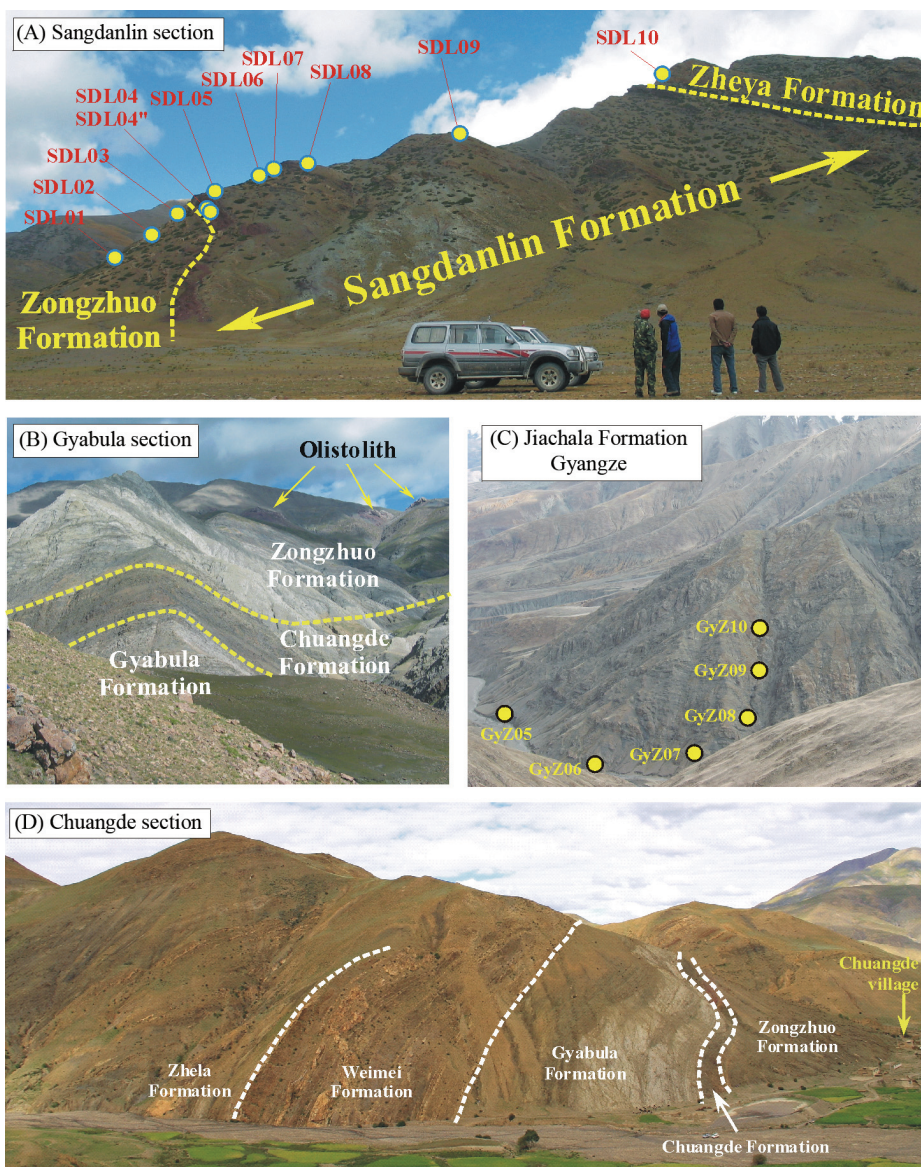 (A) Sangdanlin section
SDL10
SDL09
SDL07
SDL08
SDL06
SDL04
SDL05
SDL04"
SDL03
SDL02
SDL01
Zheya Formation
Sangdanlin Formation
Zongzhuo
Formation
(B) Gyabula section
Olistolith
Zongzhuo
Formation
Chuangde
Formation
Gyabula
Formation
(C) Jiachala Formation
Gyangze
GyZ10
GyZ09
GyZ08
GyZ07
GyZ06
GyZ05
(D) Chuangde section
Chuangde
village
Zhela
Formation
Weimei
Formation
Gyabula
Formation
Zongzhuo
Formation
Chuangde Formation